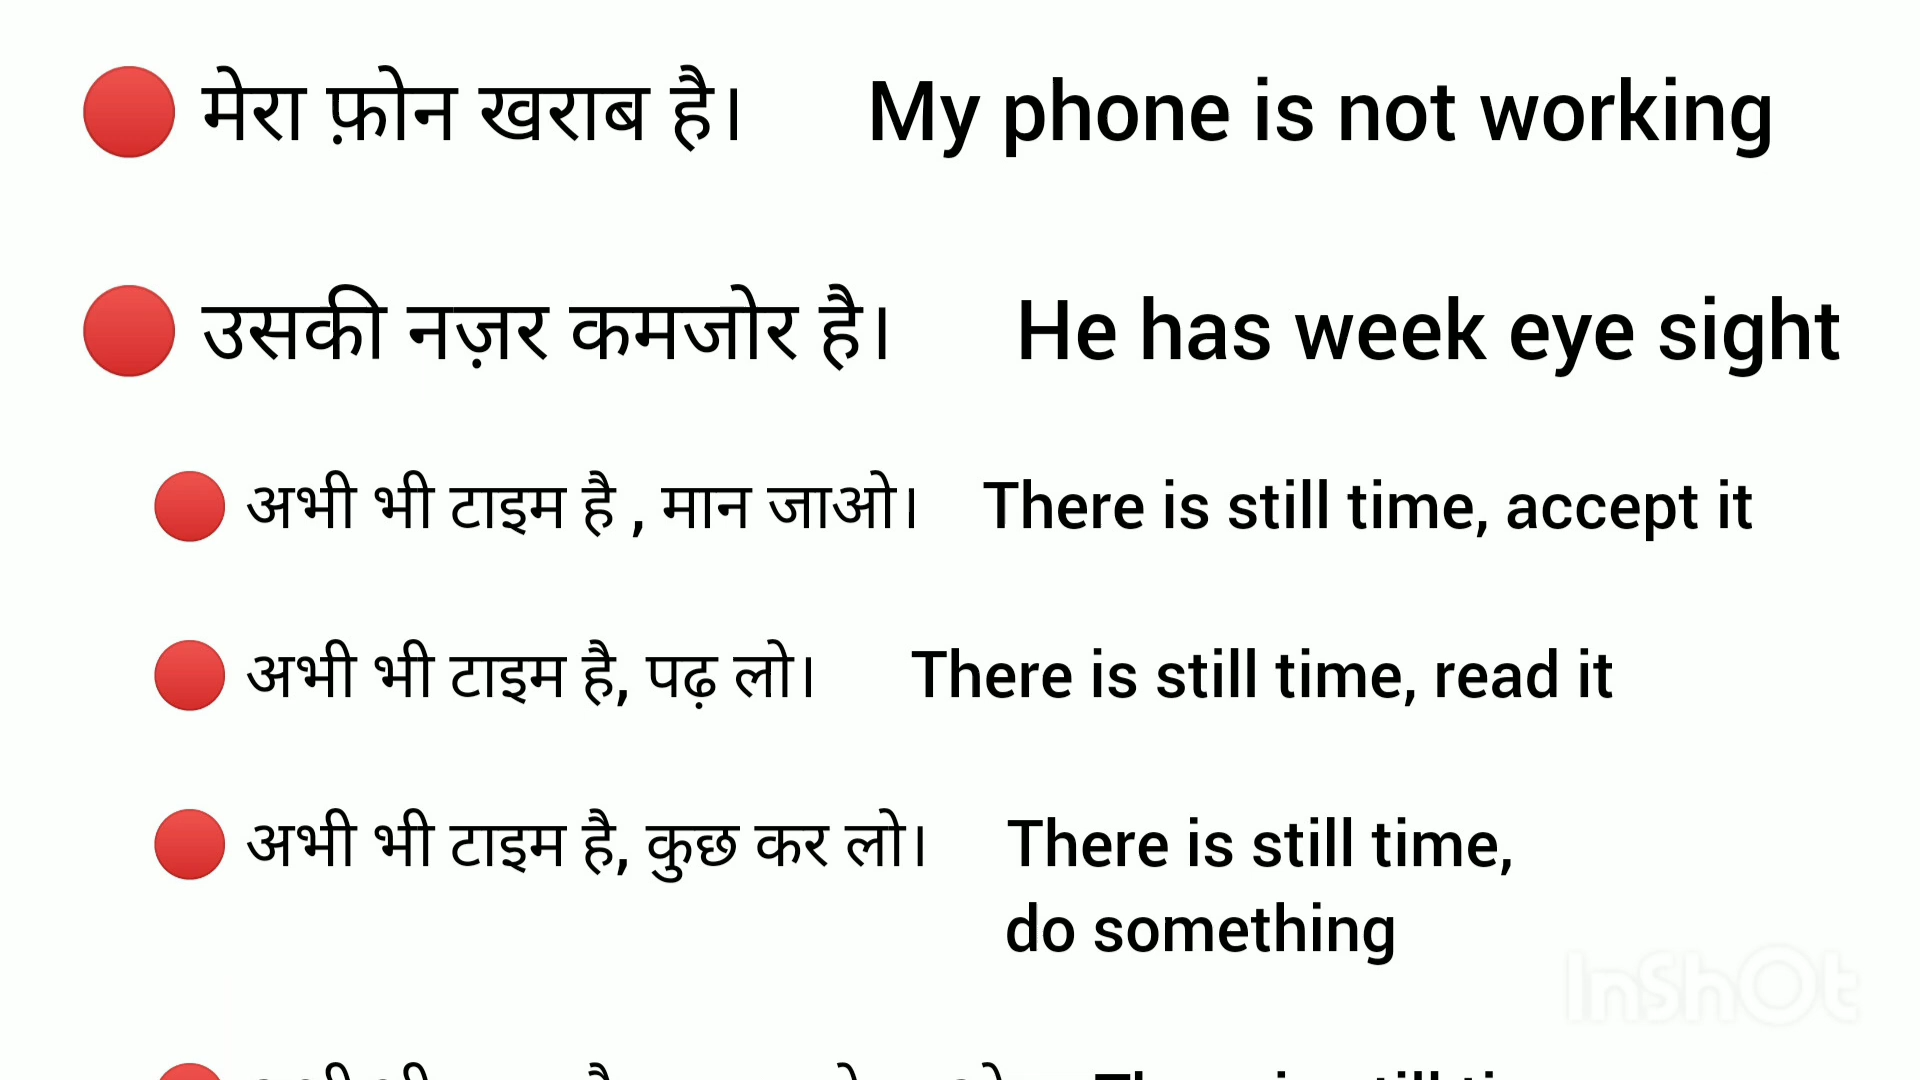 मेरा फ़ोन खराब है। My phone is not working
उसकी नज़र कमजोर है। He has week eye sight
अभी भी टाइम है , मान जाओ। There is still time, accept it
अभी भी टाइम है, पढ़ लो। There is still time, read it
अभी भी टाइम है, कुछ कर लो। There is still time,
do something
InShOt